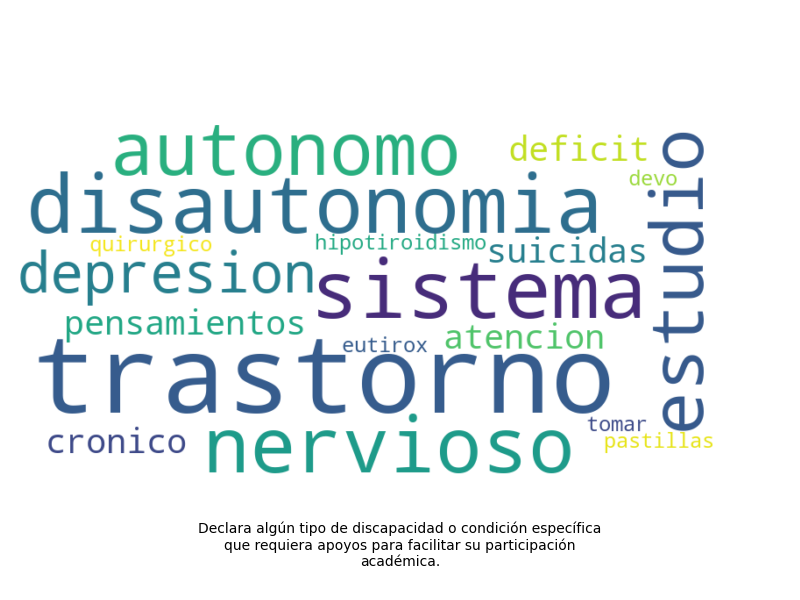 autonomo
deficit
estudio
devo
disautonomia
quirurgico
hipotiroidismo
suicidas
depresion
sistema
pensamientos
atencion
eutirox
trastorno
tomar
cronico
nervioso
pastillas
Declara algún tipo de discapacidad o condición específica
que requiera apoyos para facilitar su participación
académica.